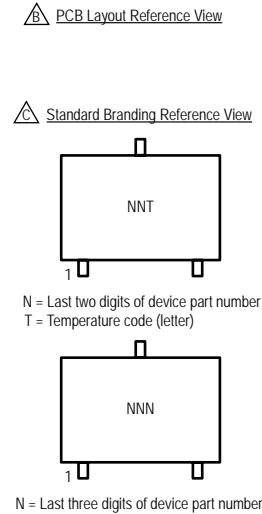 B PCB Layout Reference View
C Standard Branding Reference View
NNT
1
N = Last two digits of device part number
T = Temperature code (letter)
NNN
1
N = Last three digits of device part number